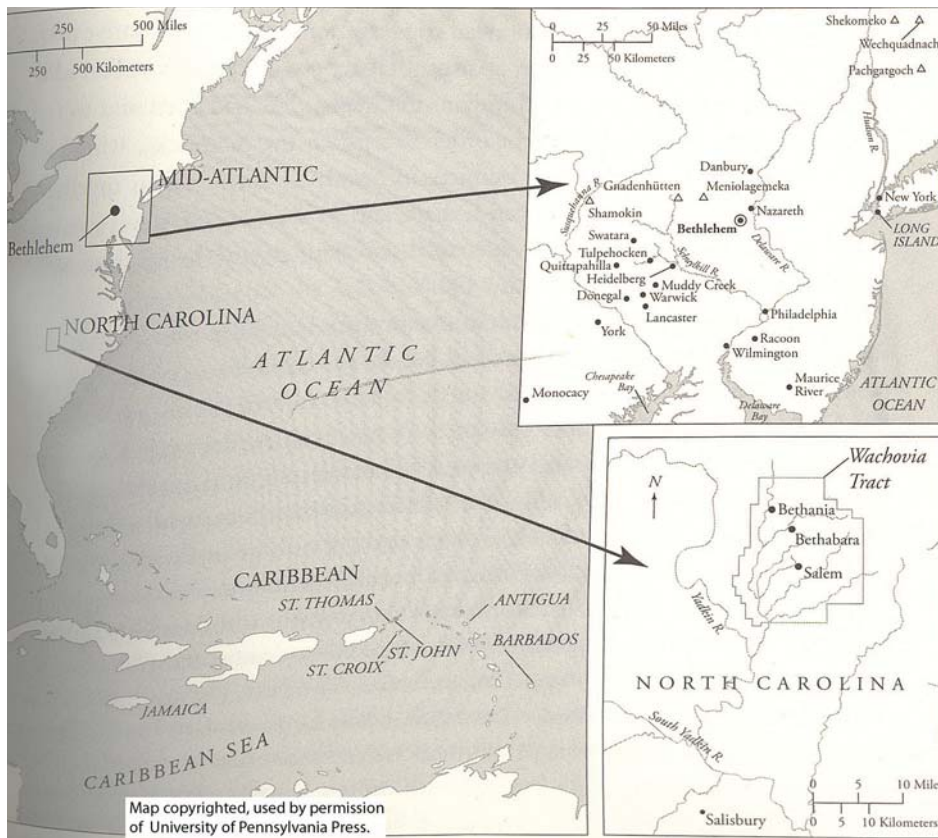 250
500 Miles
250
500 Kilometers
MID-ATLANTIC
Bethlehem
NORTH CAROLINA
ATLANTIC
OCEAN
CARIBBEAN
ST. THOMAS
ANTIGUA
BARBADOS
ST. JOHN
ST. CROIX
JAMAICA
CARIBBEAN SEA
Map copyrighted, used by permission
of University of Pennsylvania Press.
0 25 50 Miles
0 25 50 Kilometers
Shekomeko
Wechquadnach
Pachgatgoch
Hudson R.
Danbury
Gnadenhütten
Meniolagemeka
Susquehanna R.
Shamokin
Nazareth
New York
Bethlehem
LONG
ISLAND
Swatara
Delaware R.
Tulpehocken
Schuylkill R.
Quittapahilla
Heidelberg
Muddy Creek
Donegal
Warwick
Lancaster
Philadelphia
York
Racoon
Wilmington
Chesapeake
Bay
Maurice
River
Monocacy
Delaware
Bay
ATLANTIC
OCEAN
Wachovia
Tract
N
Bethania
Bethabara
Salem
Yadkin R.
NORTH CAROLINA
South Yadkin R.
0 5 10 Miles
0 5 10 Kilometers
Salisbury